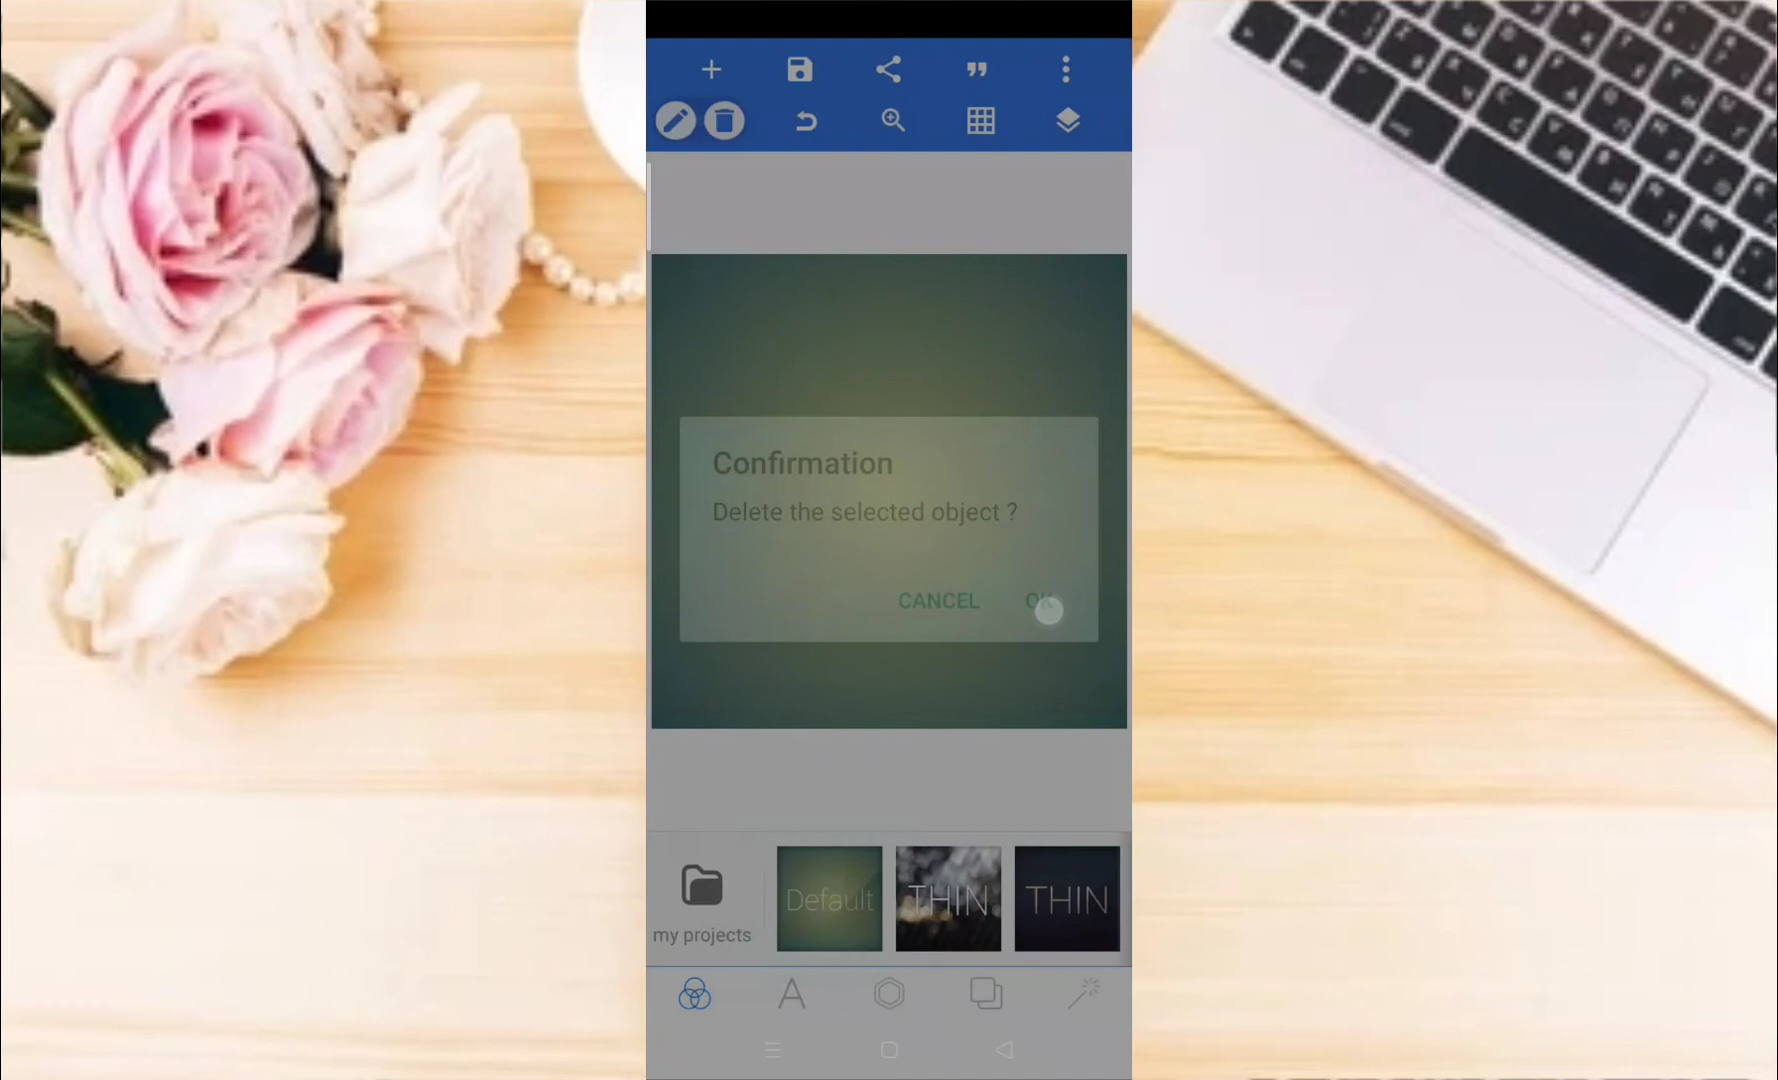 Confirmation
Delete the selected object ?
CANCEL OK
my projects
Default
THIN
THIN